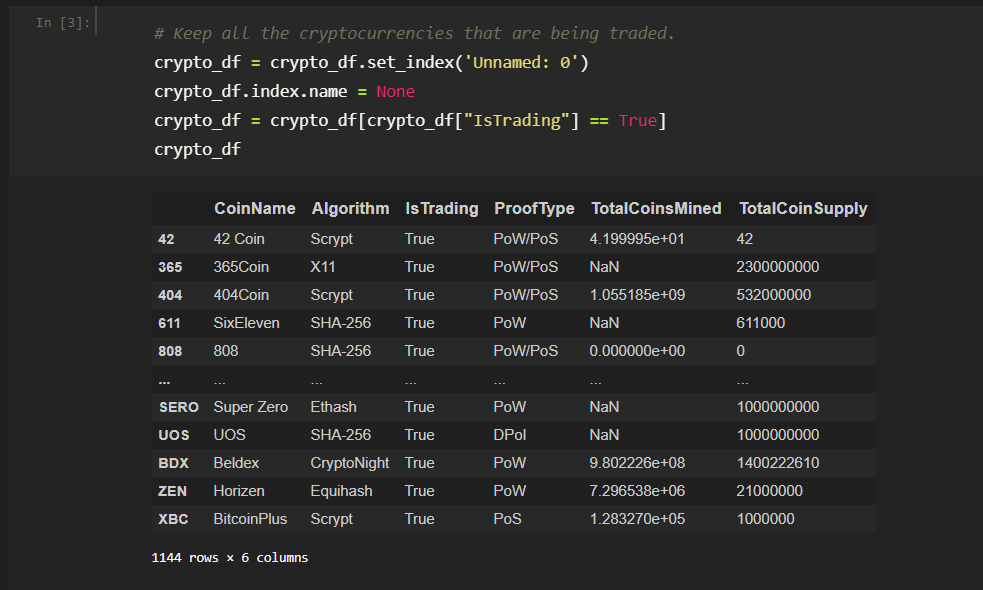 In [3]:
# Keep all the cryptocurrencies that are being traded.
crypto_df = crypto_df.set_index('Unnamed: 0')
crypto_df.index.name = None
crypto_df = crypto_df[crypto_df["IsTrading"] == True]
crypto_df
CoinName Algorithm IsTrading ProofType TotalCoinsMined TotalCoinSupply
42 42 Coin Scrypt True PoW/PoS 4.199995e+01 42
365 365Coin X11 True PoW/PoS NaN 2300000000
404 404Coin Scrypt True PoW/PoS 1.055185e+09 532000000
611 SixEleven SHA-256 True PoW NaN 611000
808 808 SHA-256 True PoW/PoS 0.000000e+00 0
... ... ... ... ... ... ...
SERO Super Zero Ethash True PoW NaN 1000000000
UOS UOS SHA-256 True DPoI NaN 1000000000
BDX Beldex CryptoNight True PoW 9.802226e+08 1400222610
ZEN Horizen Equihash True PoW 7.296538e+06 21000000
XBC BitcoinPlus Scrypt True PoS 1.283270e+05 1000000
1144 rows × 6 columns